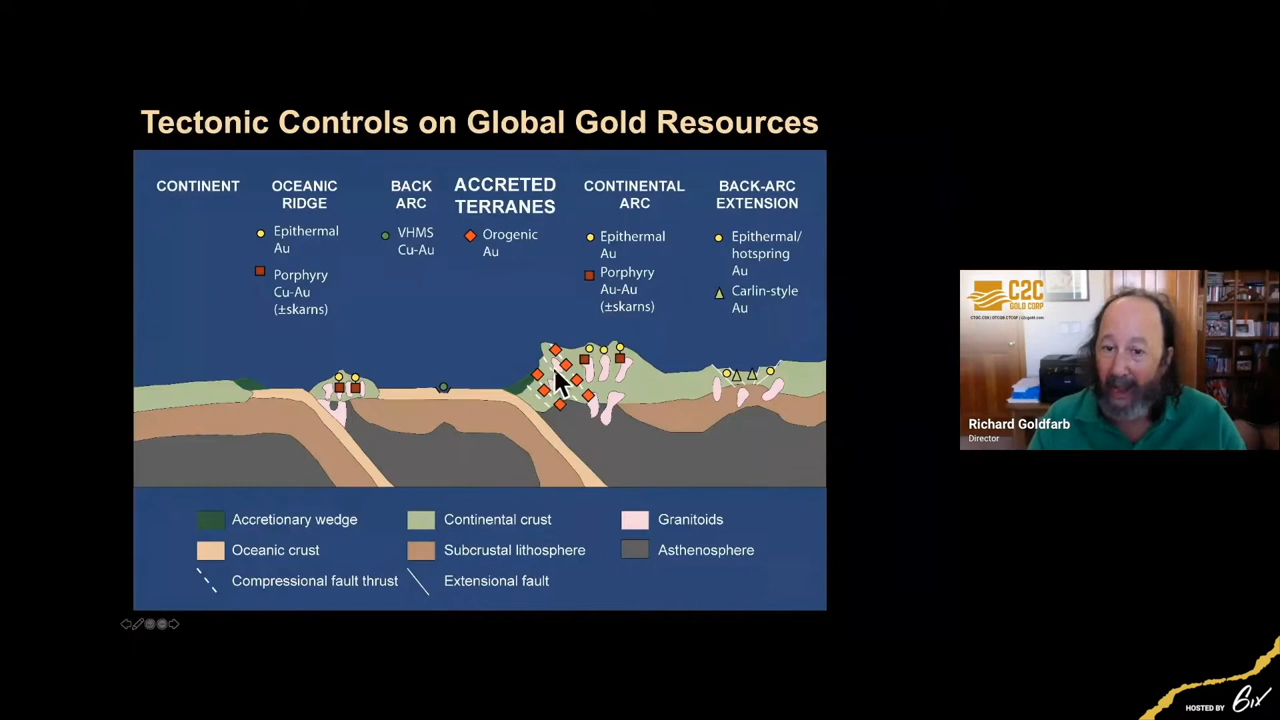 Tectonic Controls on Global Gold Resources
CONTINENT
OCEANIC
RIDGE
Epithermal
Au
Porphyry
Cu-Au
(±skarns)
BACK
ARC
VHMS
Cu-Au
ACCRETED
TERRANES
Orogenic
Au
CONTINENTAL
ARC
Epithermal
Au
Porphyry
Au-Au
(±skarns)
BACK-ARC
EXTENSION
Epithermal/
hotspring
Au
Carlin-style
Au
Accretionary wedge
Continental crust
Granitoids
Oceanic crust
Subcrustal lithosphere
Asthenosphere
Compressional fault thrust
Extensional fault
C2C
GOLD CORP
Richard Goldfarb
Director
HOSTED BY 6ix